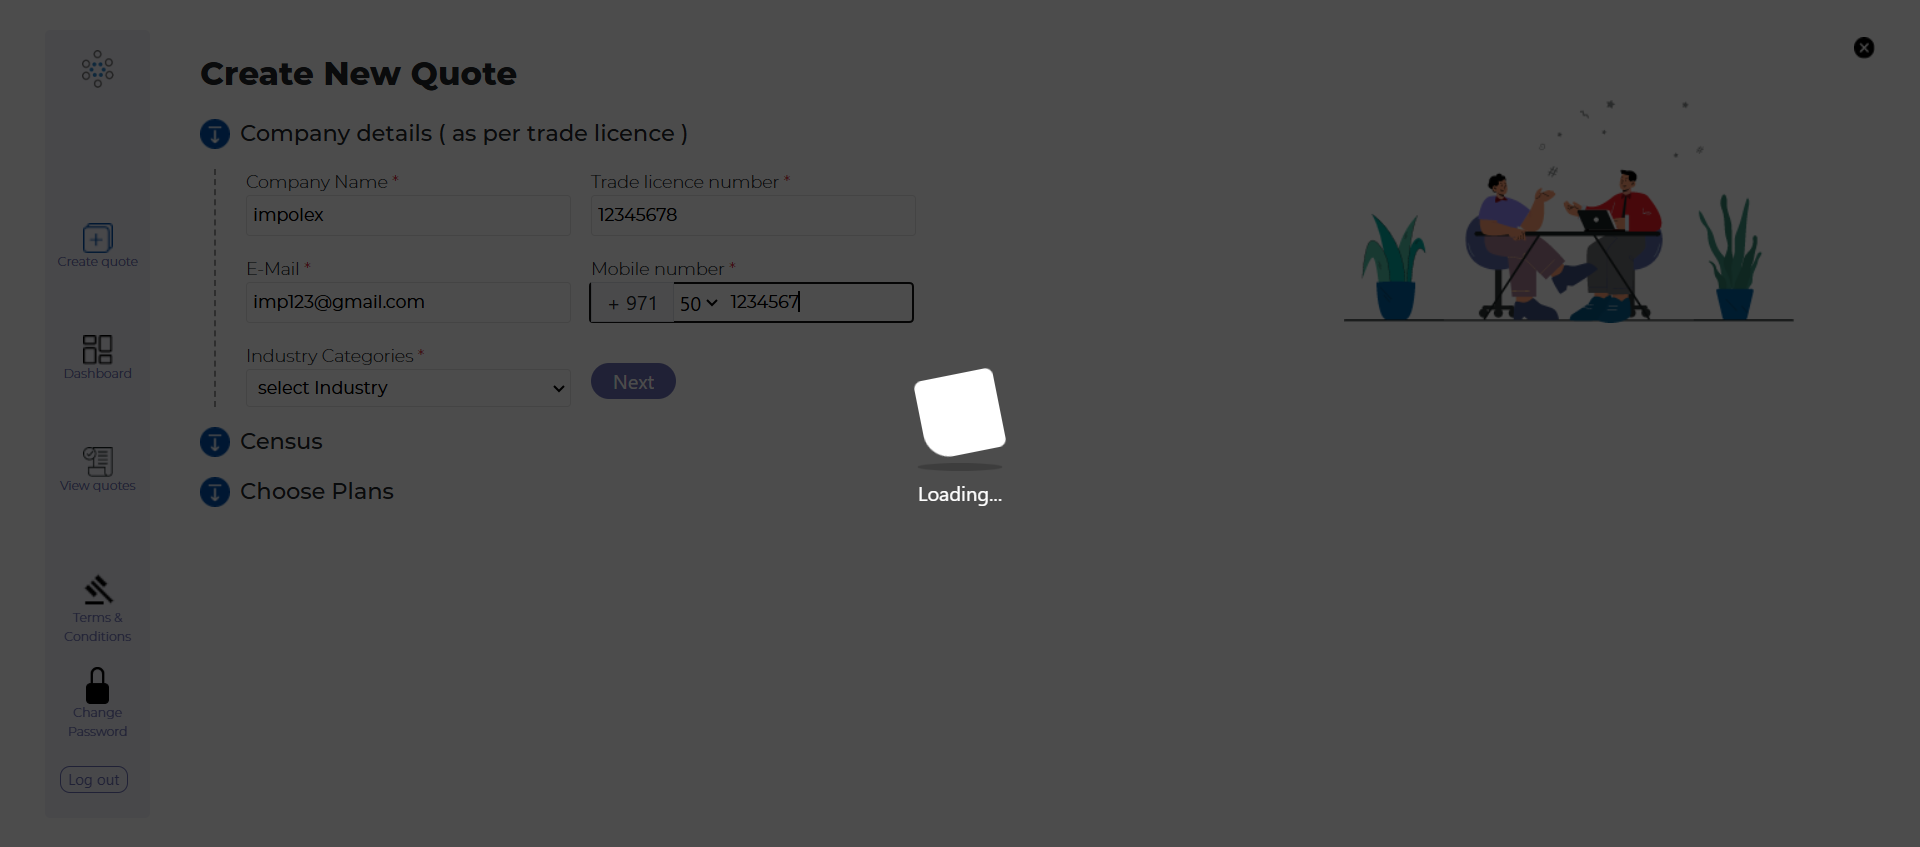 Create New Quote
Company details ( as per trade licence )
Company Name *
Trade licence number *
impolex
12345678
E-Mail *
Mobile number *
imp123@gmail.com
+ 971 50 1234567
Industry Categories *
select Industry
Next
Census
Choose Plans
Loading...
Create quote
Dashboard
View quotes
Terms &
Conditions
Change
Password
Log out